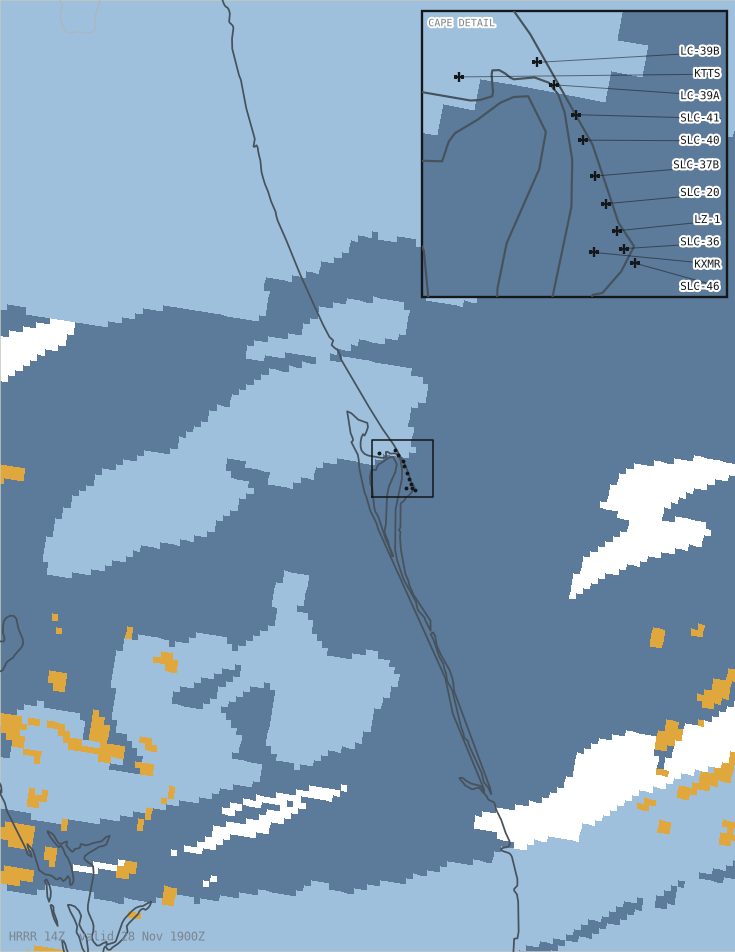 CAPE DETAIL
LC-39B
KTTS
LC-39A
SLC-41
SLC-40
SLC-37B
SLC-20
LZ-1
SLC-36
KXMR
SLC-46
HRRR 14Z valid 28 Nov 1900Z